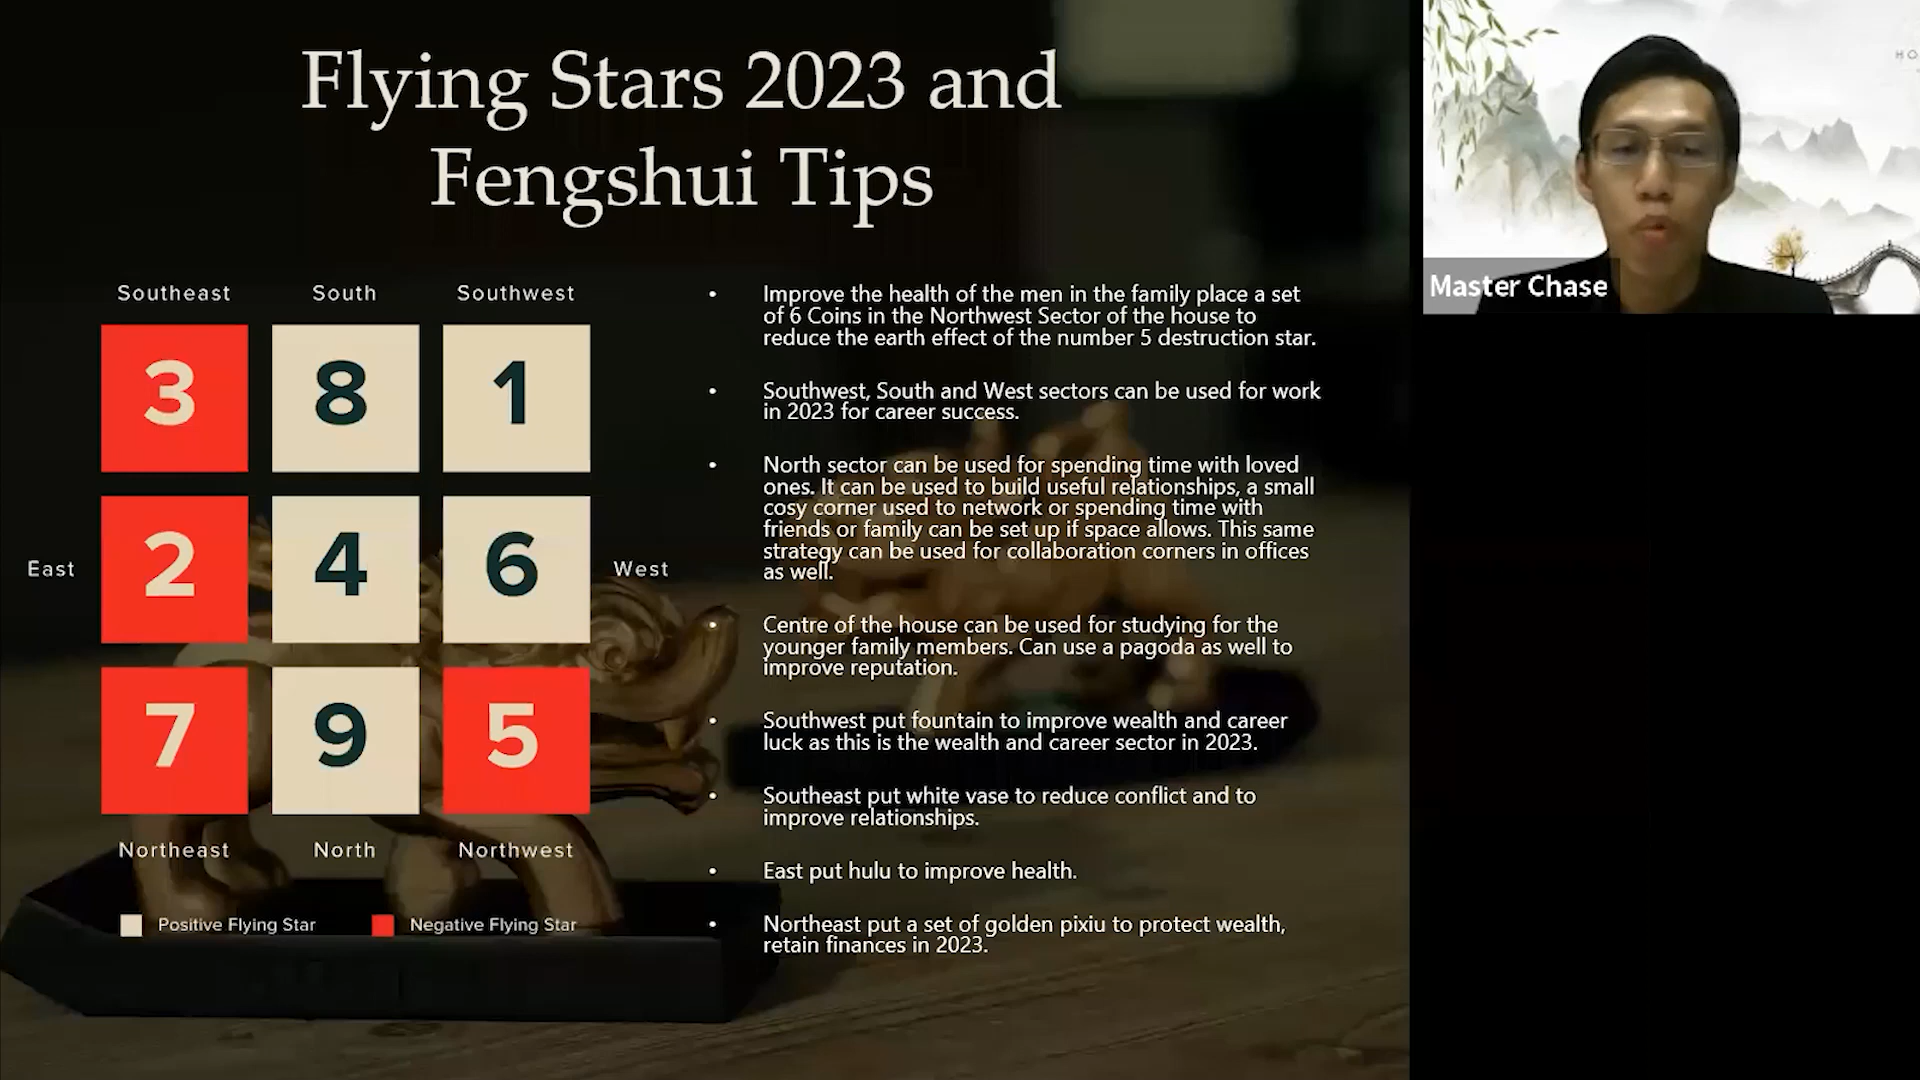 Flying Stars 2023 and
Fengshui Tips
Southeast South Southwest
3 8 1
East 2 4 6 West
7 9 5
Northeast North Northwest
Positive Flying Star Negative Flying Star
• Improve the health of the men in the family place a set
of 6 Coins in the Northwest Sector of the house to
reduce the earth effect of the number 5 destruction star.
• Southwest, South and West sectors can be used for work
in 2023 for career success.
• North sector can be used for spending time with loved
ones. It can be used to build useful relationships, a small
cosy corner used to network or spending time with
friends or family can be set up if space allows. This same
strategy can be used for collaboration corners in offices
as well.
• Centre of the house can be used for studying for the
younger family members. Can use a pagoda as well to
improve reputation.
• Southwest put fountain to improve wealth and career
luck as this is the wealth and career sector in 2023.
• Southeast put white vase to reduce conflict and to
improve relationships.
• East put hulu to improve health.
• Northeast put a set of golden pixiu to protect wealth,
retain finances in 2023.
HO
Master Chase